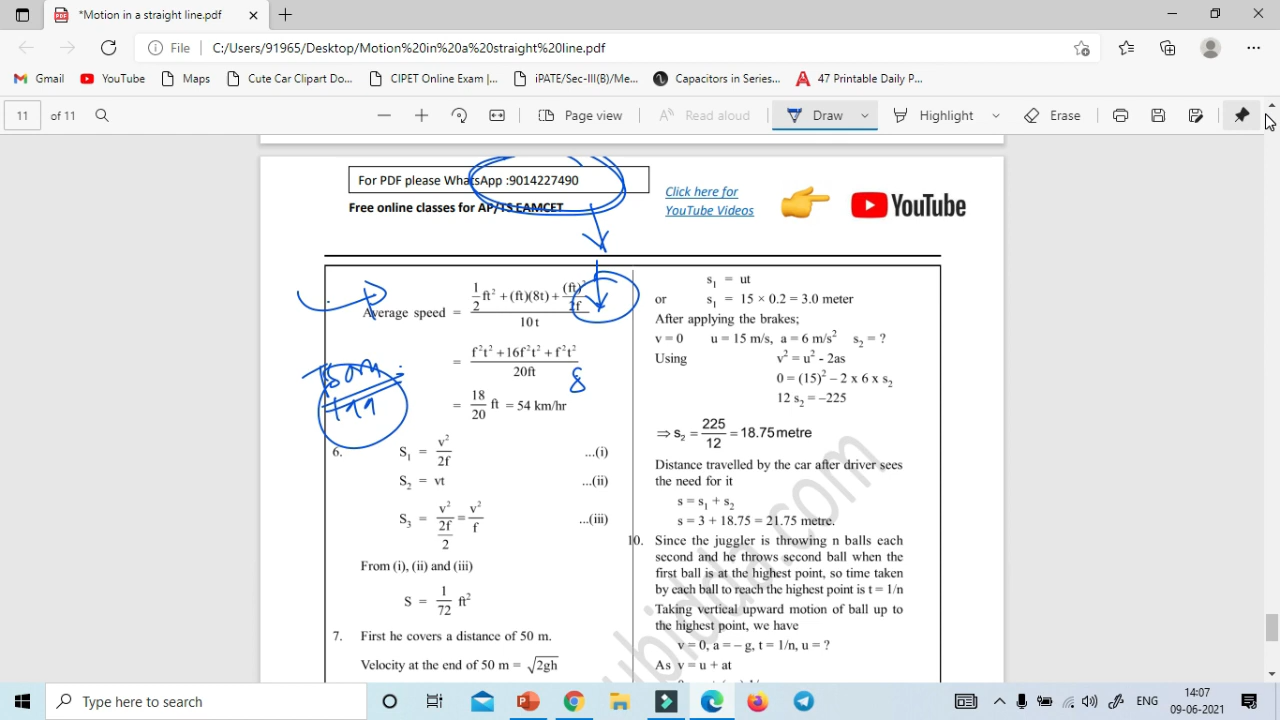 *Motion in a straight line.pdf
File
C:/Users/91965/Desktop/Motion%20in%20a%20straight%20line.pdf
Gmail
YouTube
Maps
Cute Car Clipart Do...
CIPET Online Exam |...
iPATE/Sec-III(B)/Me...
Capacitors in Series...
47 Printable Daily P...
11 of 11
Page view
Read aloud
Draw
Highlight
Erase
For PDF please WhatsApp :9014227490
Free online classes for AP/TS EAMCET
Click here for
YouTube Videos
YouTube
Average speed = (1/2 ft² + (ft)(8t) + (ft)²/2f) / 10 t
= (f²t² + 16f²t² + f²t²) / 20ft
8
= 18/20 ft = 54 km/hr
6. S₁ = v²/2f ...(i)
S₂ = vt ...(ii)
S₃ = v²/(2f/2) = v²/f ...(iii)
From (i), (ii) and (iii)
S = 1/72 ft²
7. First he covers a distance of 50 m.
Velocity at the end of 50 m = √2gh
s₁ = ut
or s₁ = 15 × 0.2 = 3.0 meter
After applying the brakes;
v = 0 u = 15 m/s, a = 6 m/s² s₂ = ?
Using v² = u² - 2as
0 = (15)² – 2 x 6 x s₂
12 s₂ = –225
⇒ s₂ = 225/12 = 18.75 metre
Distance travelled by the car after driver sees
the need for it
s = s₁ + s₂
s = 3 + 18.75 = 21.75 metre.
10. Since the juggler is throwing n balls each
second and he throws second ball when the
first ball is at the highest point, so time taken
by each ball to reach the highest point is t = 1/n
Taking vertical upward motion of ball up to
the highest point, we have
v = 0, a = – g, t = 1/n, u = ?
As v = u + at
Type here to search
ENG
14:07
09-06-2021